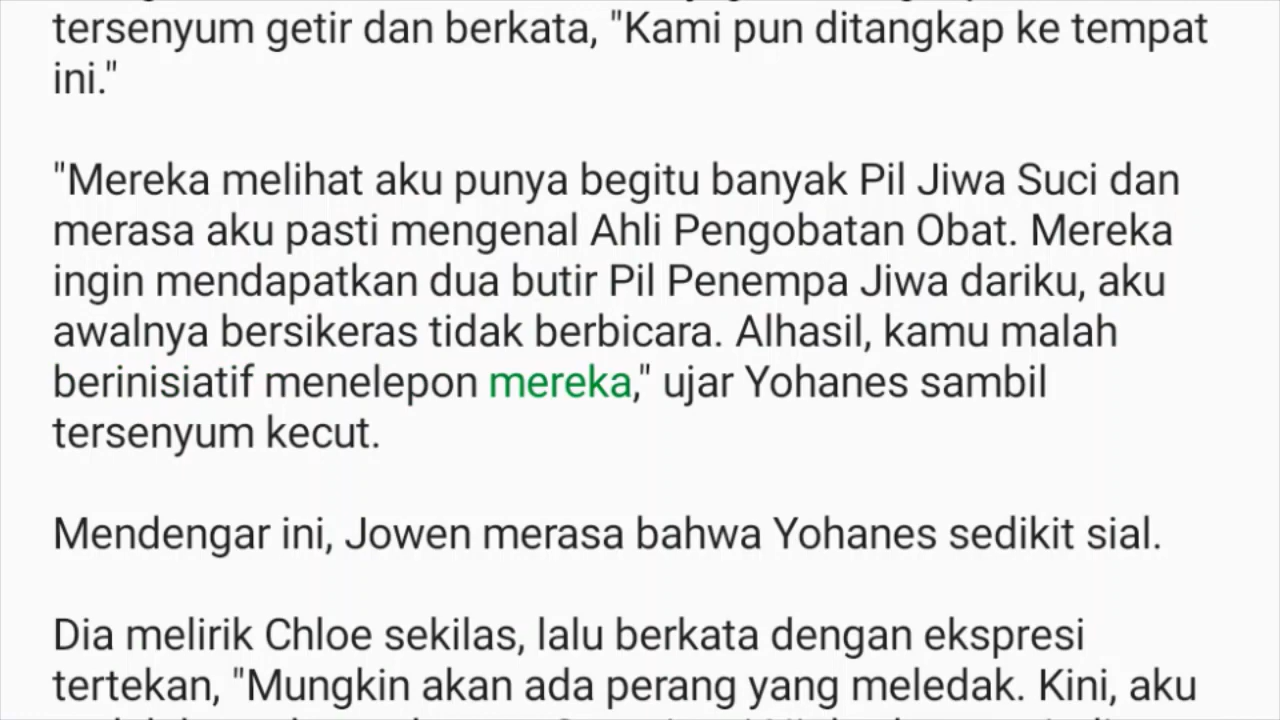 tersenyum getir dan berkata, "Kami pun ditangkap ke tempat
ini."
"Mereka melihat aku punya begitu banyak Pil Jiwa Suci dan
merasa aku pasti mengenal Ahli Pengobatan Obat. Mereka
ingin mendapatkan dua butir Pil Penempa Jiwa dariku, aku
awalnya bersikeras tidak berbicara. Alhasil, kamu malah
berinisiatif menelepon mereka," ujar Yohanes sambil
tersenyum kecut.
Mendengar ini, Jowen merasa bahwa Yohanes sedikit sial.
Dia melirik Chloe sekilas, lalu berkata dengan ekspresi
tertekan, "Mungkin akan ada perang yang meledak. Kini, aku